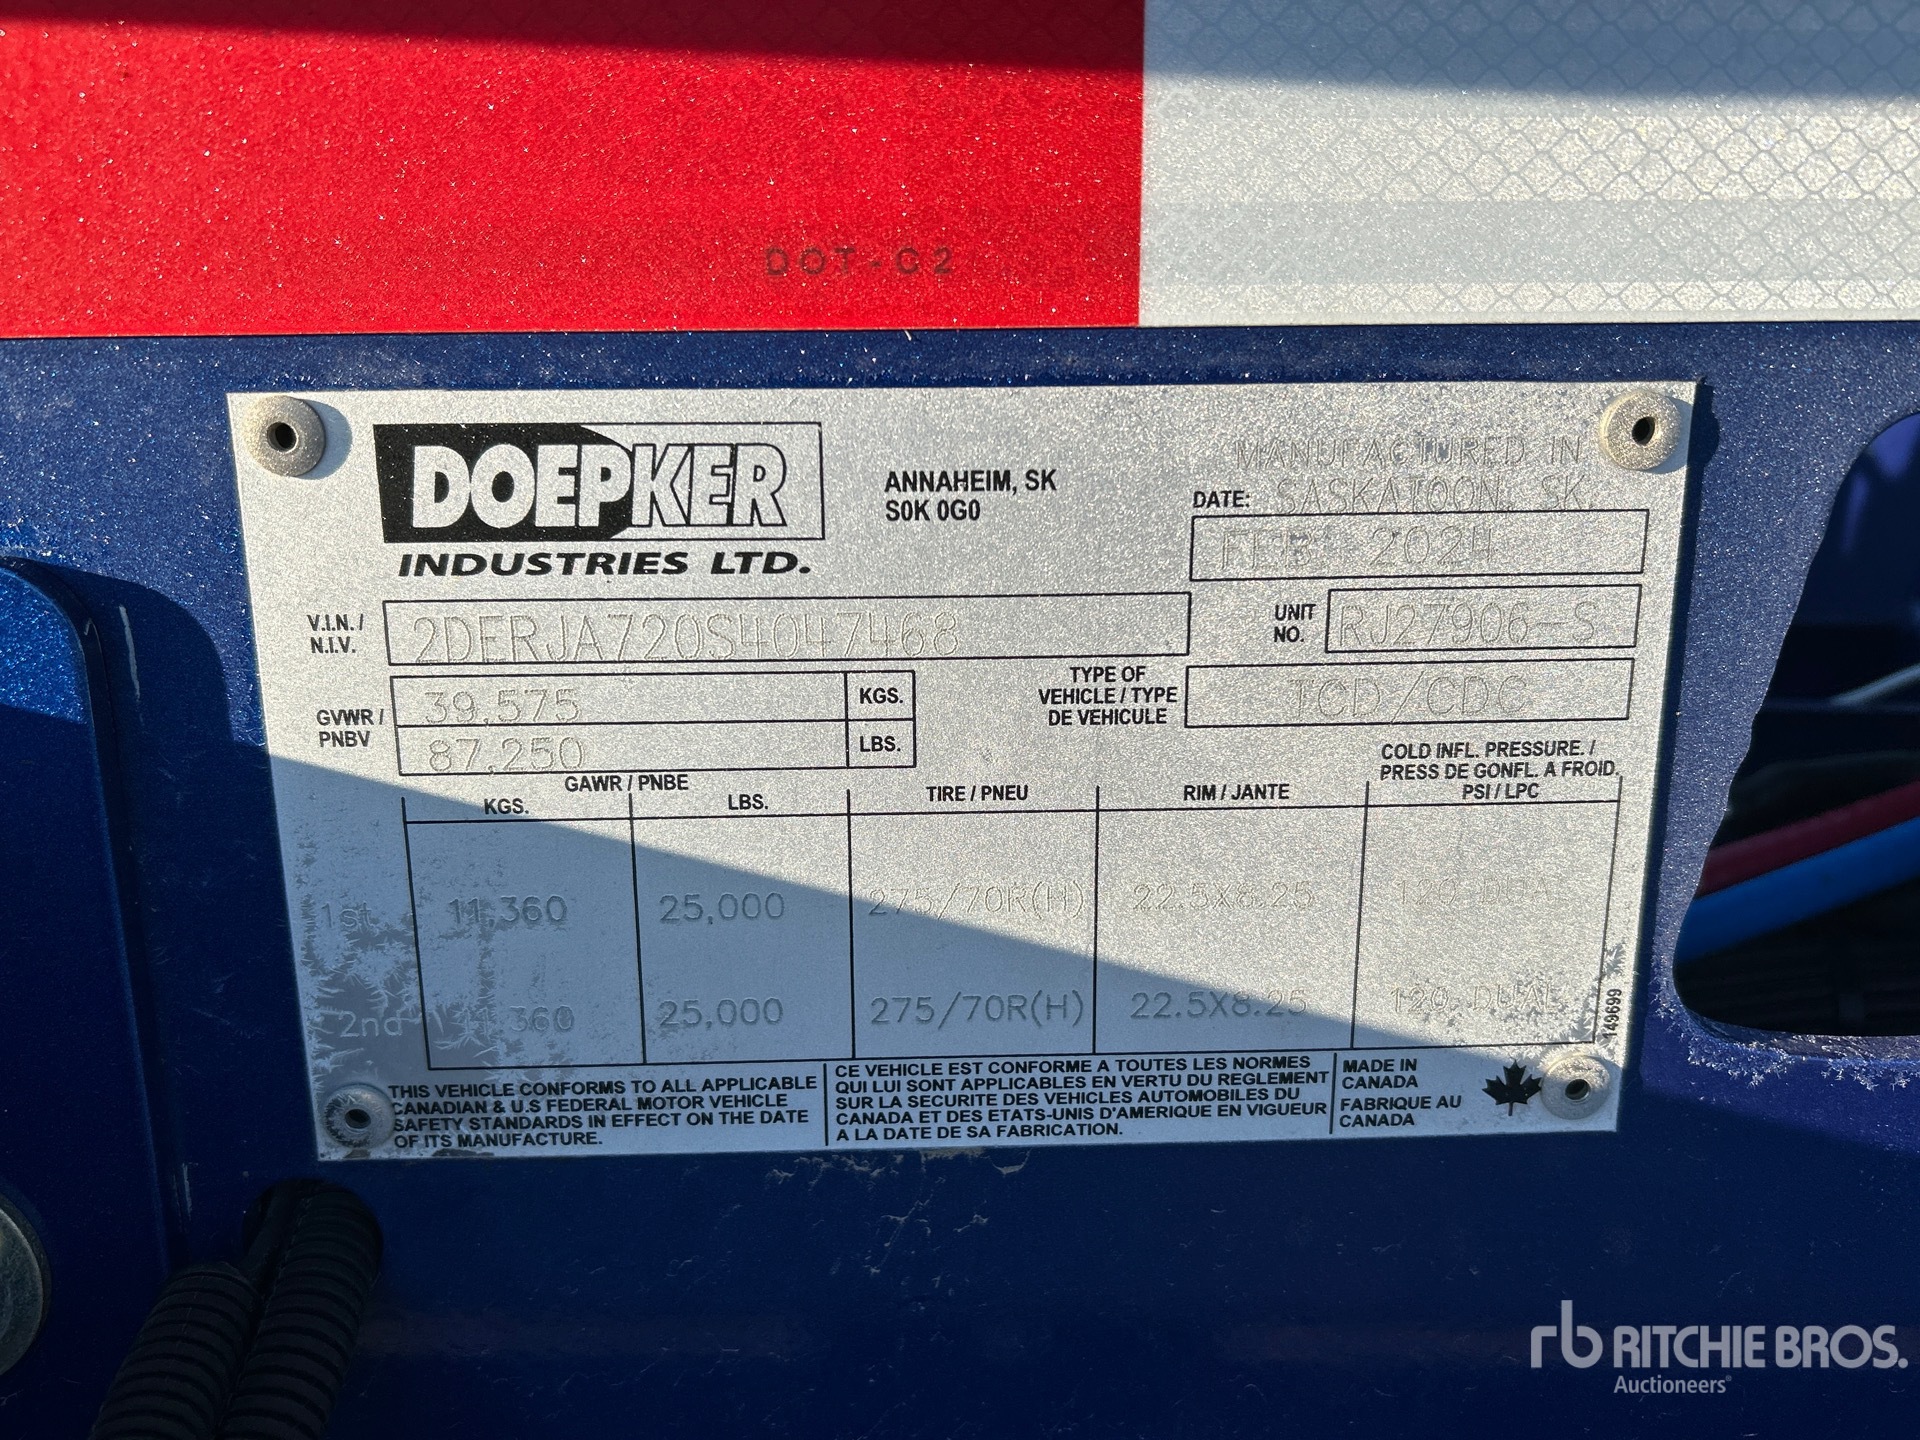 DOT-C2
DOEPKER
INDUSTRIES LTD.
ANNAHEIM, SK
S0K 0G0
MANUFACTURED IN
SASKATOON, SK
DATE:
FEB 2024
V.I.N. /
N.I.V.
2DERJA720S4047468
UNIT
NO.
RJ27906-S
GVWR /
PNBV
39,575 KGS.
87,250 LBS.
TYPE OF
VEHICLE / TYPE
DE VEHICULE
TCD/CDC
GAWR / PNBE
KGS. LBS. TIRE / PNEU RIM / JANTE
COLD INFL. PRESSURE. /
PRESS DE GONFL. A FROID.
PSI / LPC
1st 11,360 25,000 275/70R(H) 22.5X8.25 120 DUAL
2nd 11,360 25,000 275/70R(H) 22.5X8.25 120 DUAL
149699
THIS VEHICLE CONFORMS TO ALL APPLICABLE
CANADIAN & U.S FEDERAL MOTOR VEHICLE
SAFETY STANDARDS IN EFFECT ON THE DATE
OF ITS MANUFACTURE.
CE VEHICLE EST CONFORME A TOUTES LES NORMES
QUI LUI SONT APPLICABLES EN VERTU DU REGLEMENT
SUR LA SECURITE DES VEHICLES AUTOMOBILES DU
CANADA ET DES ETATS-UNIS D'AMERIQUE EN VIGUEUR
A LA DATE DE SA FABRICATION.
MADE IN
CANADA
FABRIQUE AU
CANADA
rb RITCHIE BROS.
Auctioneers